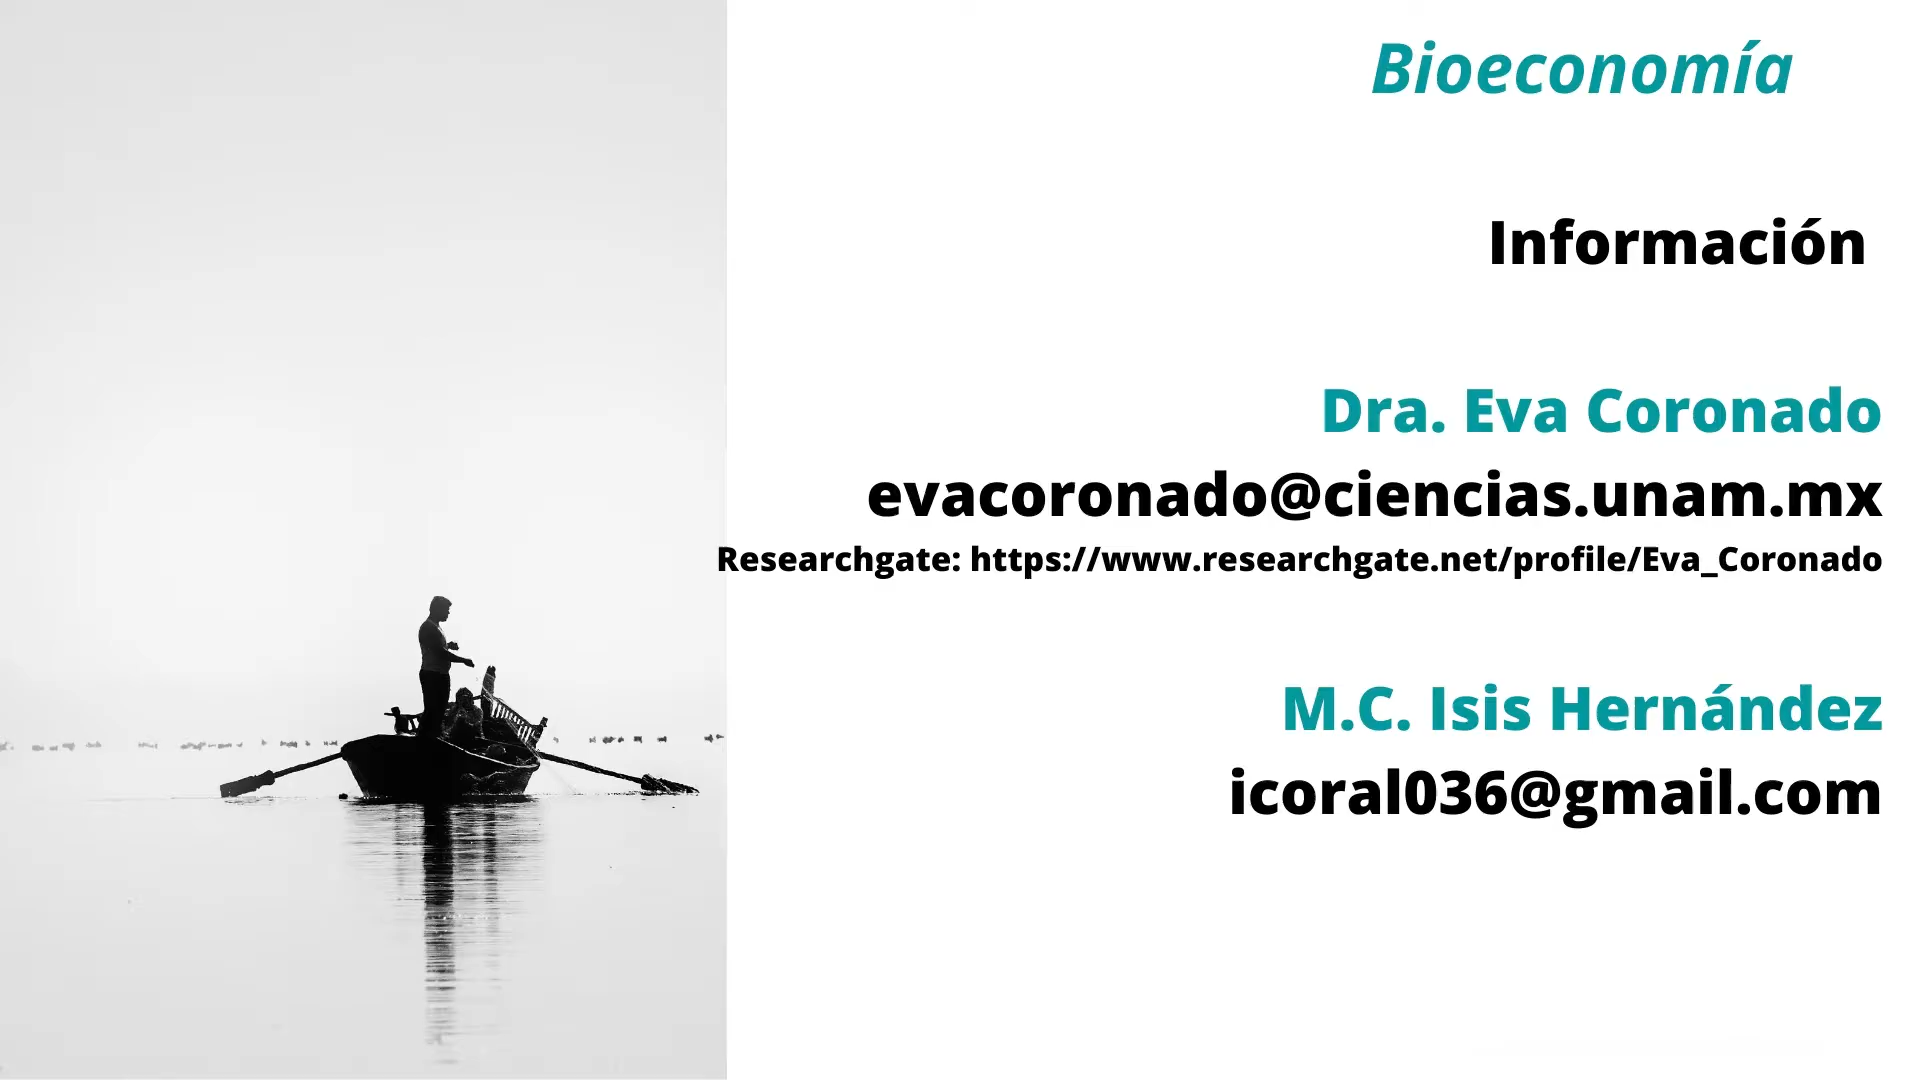 Bioeconomía
Información
Dra. Eva Coronado
evacoronado@ciencias.unam.mx
Researchgate: https://www.researchgate.net/profile/Eva_Coronado
M.C. Isis Hernández
icoral036@gmail.com